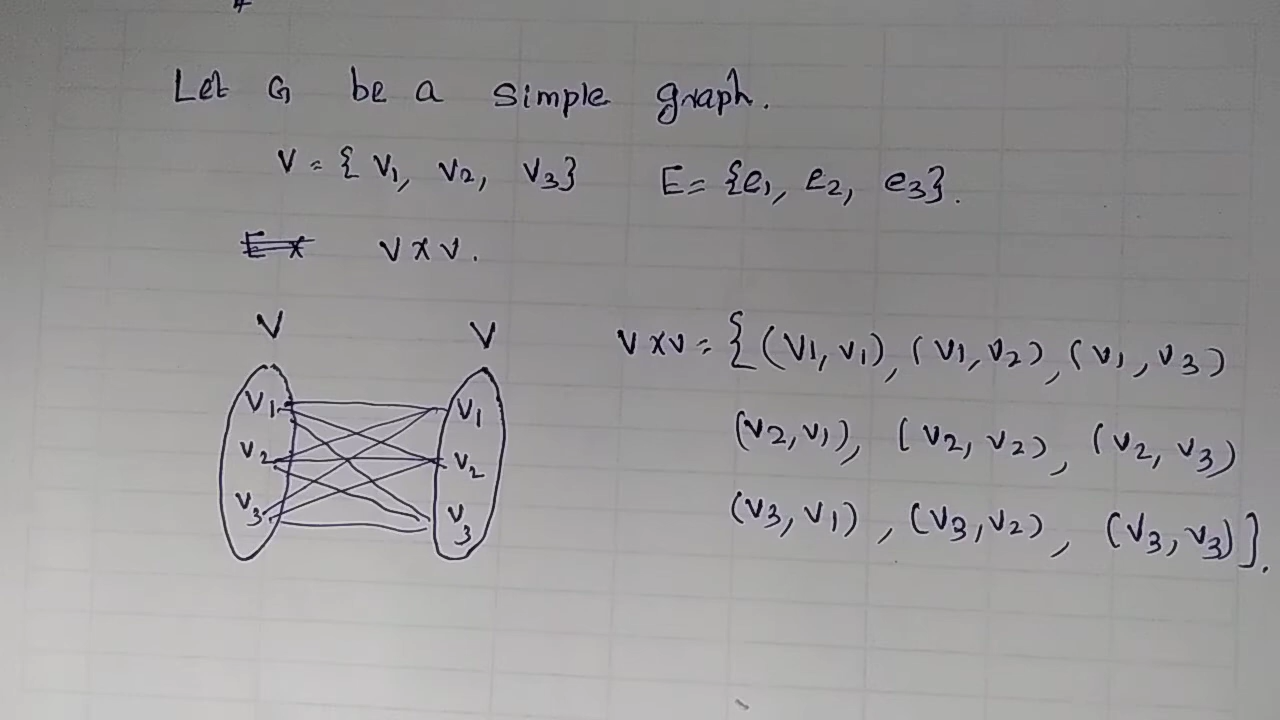 Let G be a simple graph.
V = { V1, V2, V3} E = {e1, e2, e3}.
V X V.
V V
V1 V1
V2 V2
V3 V3
V X V = { (V1, V1), (V1, V2), (V1, V3)
(V2, V1), (V2, V2), (V2, V3)
(V3, V1), (V3, V2), (V3, V3)}.